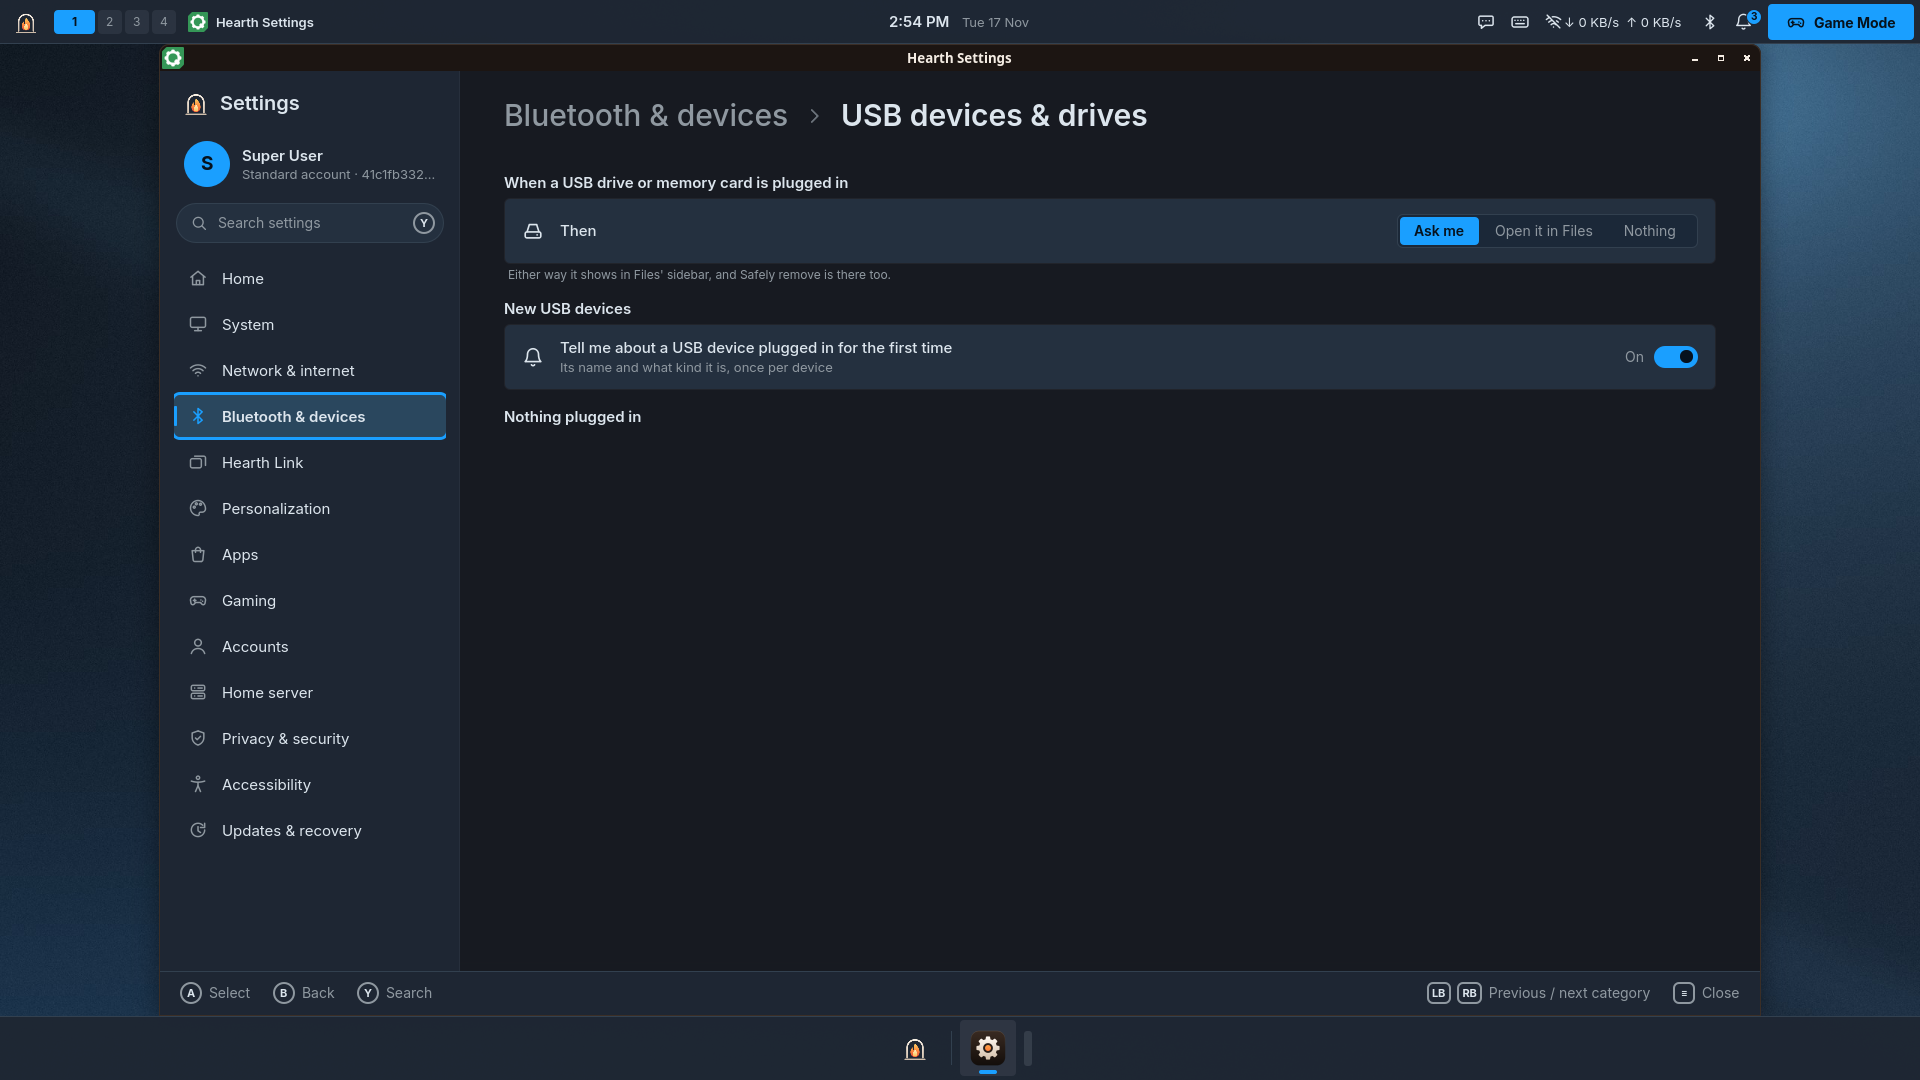 1 2 3 4 Hearth Settings 2:54 PM Tue 17 Nov ↓ 0 KB/s ↑ 0 KB/s 3 Game Mode
Hearth Settings
Settings
S Super User
Standard account · 41c1fb332...
Search settings Y
Home
System
Network & internet
Bluetooth & devices
Hearth Link
Personalization
Apps
Gaming
Accounts
Home server
Privacy & security
Accessibility
Updates & recovery
Bluetooth & devices > USB devices & drives
When a USB drive or memory card is plugged in
Then Ask me Open it in Files Nothing
Either way it shows in Files' sidebar, and Safely remove is there too.
New USB devices
Tell me about a USB device plugged in for the first time On
Its name and what kind it is, once per device
Nothing plugged in
A Select B Back Y Search LB RB Previous / next category ≡ Close